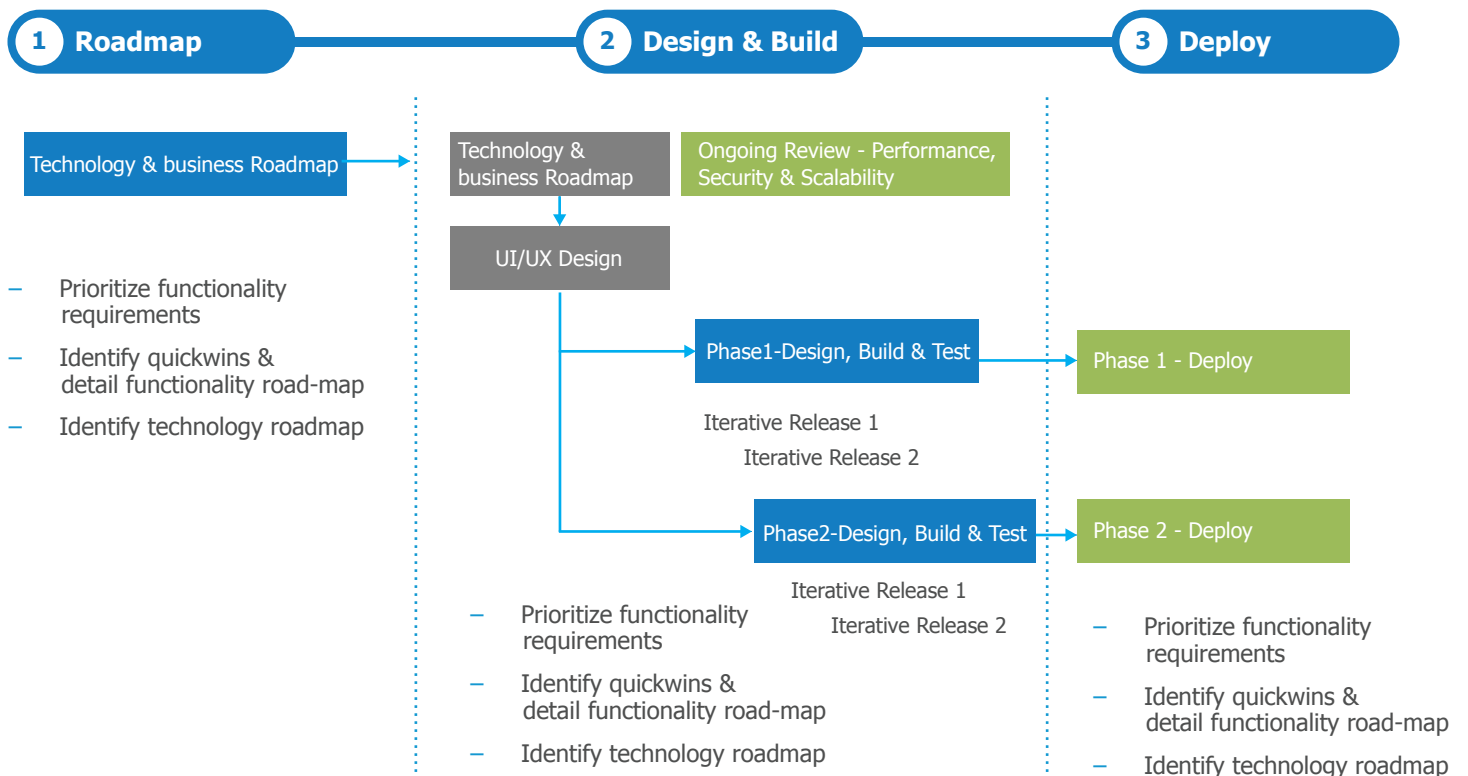 1 Roadmap
2 Design & Build
3 Deploy
Technology & business Roadmap
– Prioritize functionality
requirements
– Identify quickwins &
detail functionality road-map
– Identify technology roadmap
Technology &
business Roadmap
Ongoing Review - Performance,
Security & Scalability
UI/UX Design
Phase1-Design, Build & Test
Iterative Release 1
Iterative Release 2
Phase2-Design, Build & Test
Iterative Release 1
Iterative Release 2
– Prioritize functionality
requirements
– Identify quickwins &
detail functionality road-map
– Identify technology roadmap
Phase 1 - Deploy
Phase 2 - Deploy
– Prioritize functionality
requirements
– Identify quickwins &
detail functionality road-map
– Identify technology roadmap